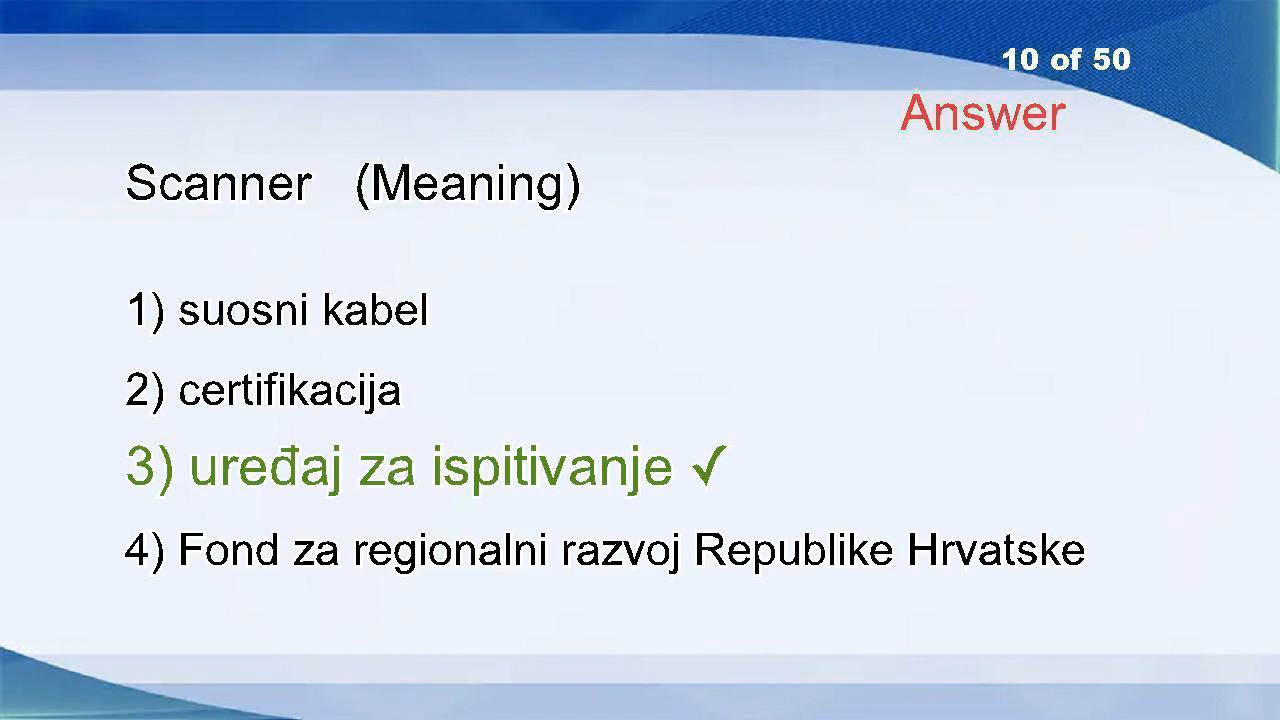 10 of 50
Answer
Scanner (Meaning)
1) suosni kabel
2) certifikacija
3) uređaj za ispitivanje ✓
4) Fond za regionalni razvoj Republike Hrvatske